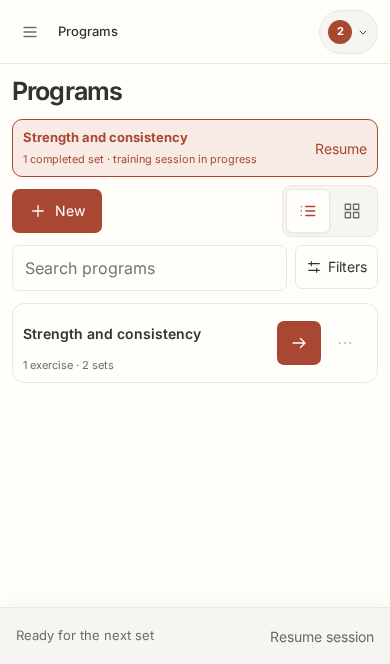 Programs
2
Programs
Strength and consistency
1 completed set · training session in progress
Resume
New
Search programs
Filters
Strength and consistency
1 exercise · 2 sets
Ready for the next set
Resume session